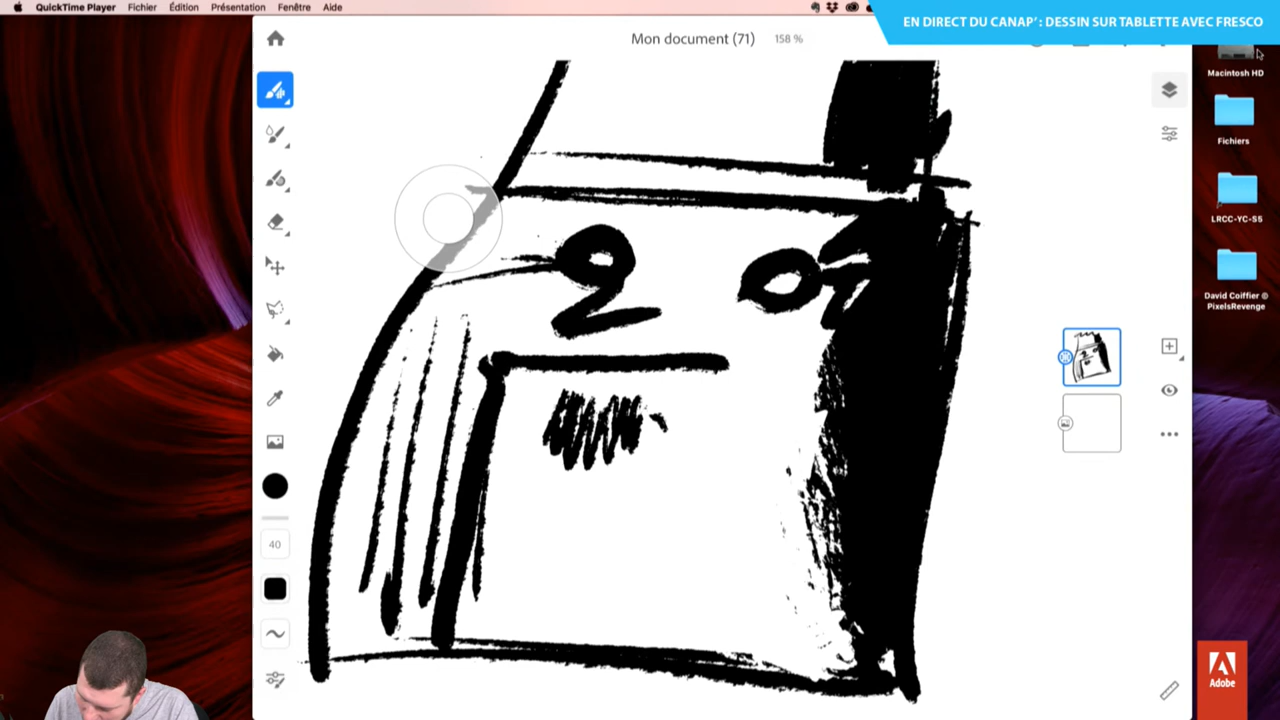 QuickTime Player Fichier Édition Présentation Fenêtre Aide
EN DIRECT DU CANAP' : DESSIN SUR TABLETTE AVEC FRESCO
Mon document (71) 158 %
Macintosh HD
Fichiers
LRCC-YC-S5
David Coiffier ©
PixelsRevenge
40
Adobe